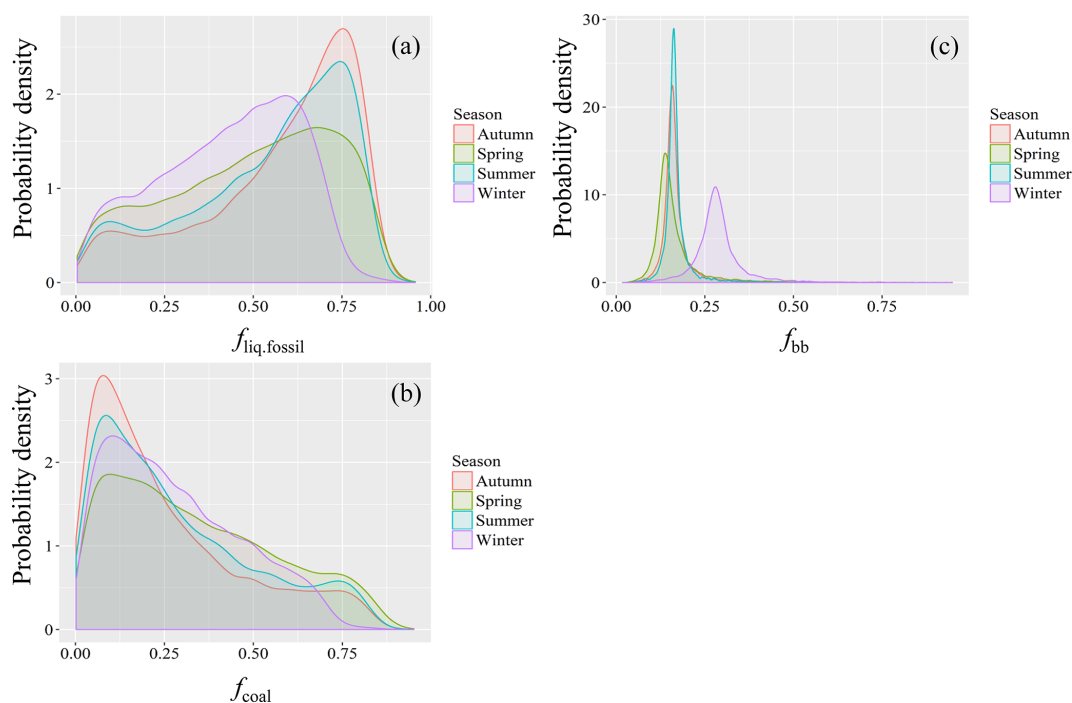 (a)
Probability density
2
1
0
0.00 0.25 0.50 0.75 1.00
f liq.fossil
Season
Autumn
Spring
Summer
Winter
(c)
Probability density
30
20
10
0
0.00 0.25 0.50 0.75
f bb
Season
Autumn
Spring
Summer
Winter
(b)
Probability density
3
2
1
0
0.00 0.25 0.50 0.75
f coal
Season
Autumn
Spring
Summer
Winter